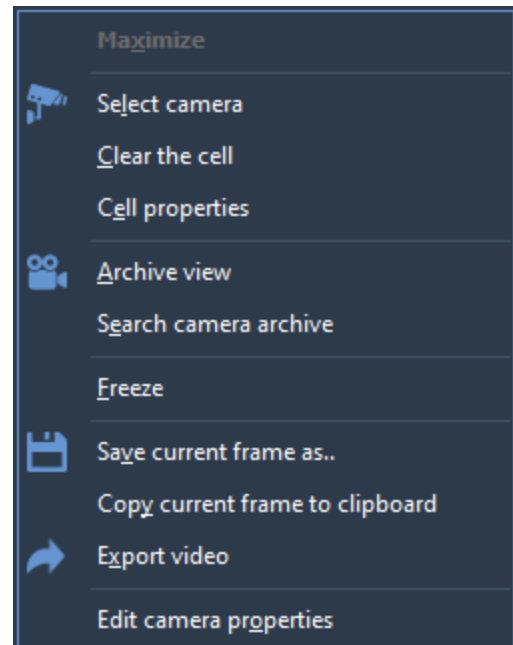 Maximize
Select camera
Clear the cell
Cell properties
Archive view
Search camera archive
Freeze
Save current frame as..
Copy current frame to clipboard
Export video
Edit camera properties